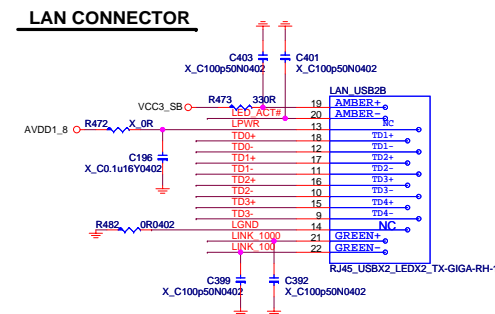 LAN CONNECTOR
C403 C401
X_C100p50N0402 X_C100p50N0402
LAN_USB2B
VCC3_SB R473 330R 19 AMBER+
LED_ACT# 20 AMBER-
AVDD1_8 R472 X_0R LPWR 13 NC
TD0+ 17 TD1+
TD0- 12 TD1-
C196 TD1+ 17 TD2+
X_C0.1u16Y0402 TD1- 11 TD2-
TD2+ 16 TD3+
TD2- 10 TD3-
TD3+ 15 TD4+
TD3- 9 TD4-
R482 0R0402 LGND 14 NC
LINK_1000 21 GREEN+
LINK_100 22 GREEN-
RJ45_USBX2_LEDX2_TX-GIGA-RH-
C399 C392
X_C100p50N0402 X_C100p50N0402